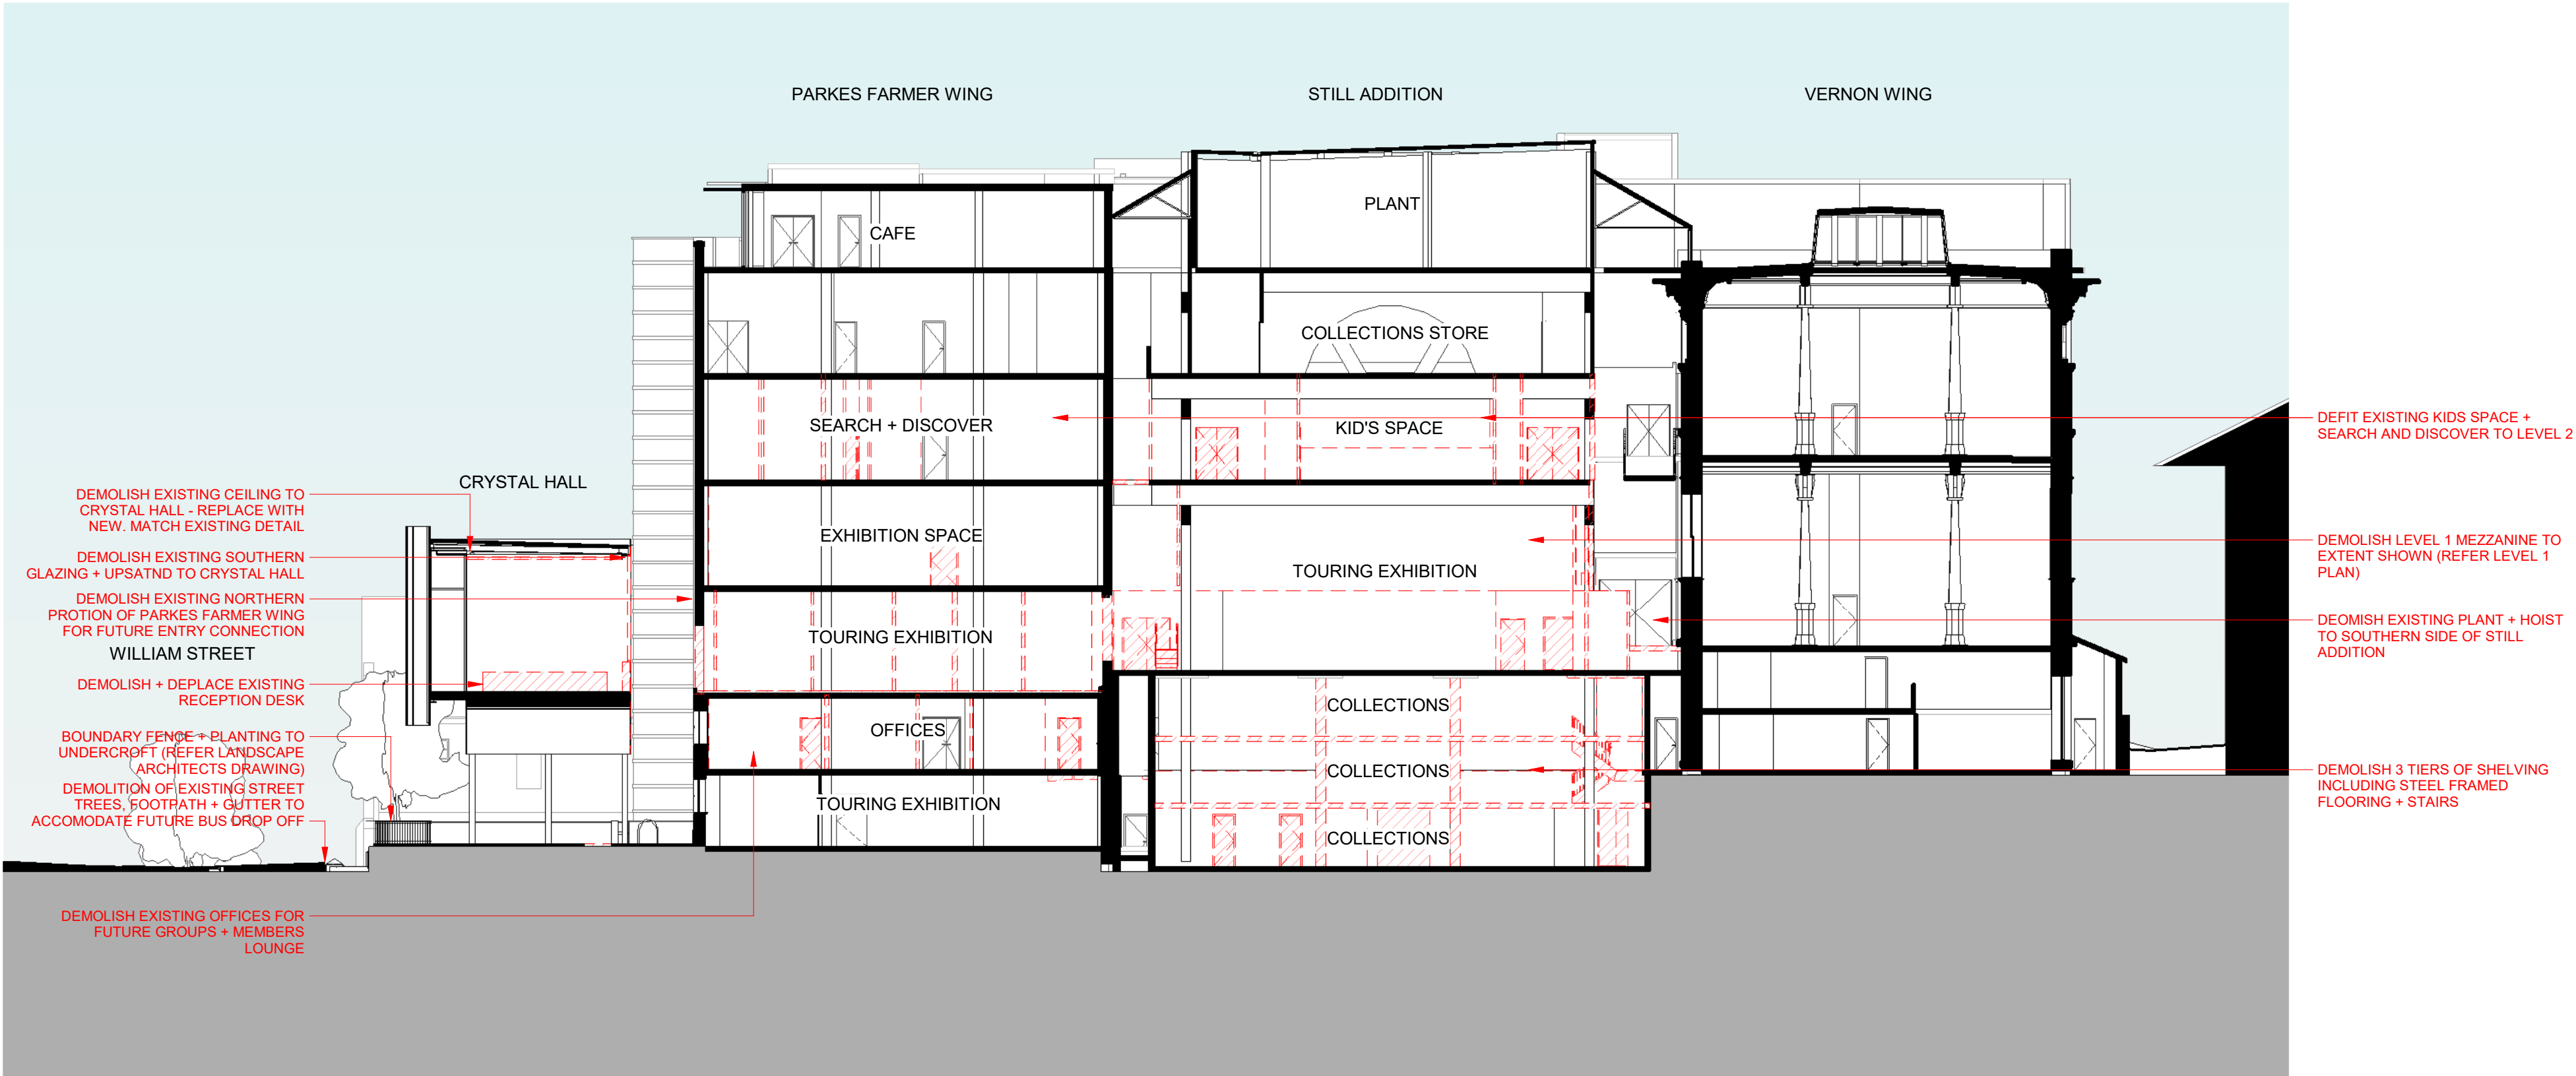 PARKES FARMER WING
STILL ADDITION
VERNON WING
PLANT
CAFE
COLLECTIONS STORE
SEARCH + DISCOVER
KID'S SPACE
DEFIT EXISTING KIDS SPACE +
SEARCH AND DISCOVER TO LEVEL 2
CRYSTAL HALL
DEMOLISH EXISTING CEILING TO
CRYSTAL HALL - REPLACE WITH
NEW. MATCH EXISTING DETAIL
DEMOLISH EXISTING SOUTHERN
GLAZING + UPSATND TO CRYSTAL HALL
DEMOLISH EXISTING NORTHERN
PROTION OF PARKES FARMER WING
FOR FUTURE ENTRY CONNECTION
WILLIAM STREET
DEMOLISH + DEPLACE EXISTING
RECEPTION DESK
BOUNDARY FENCE + PLANTING TO
UNDERCROFT (REFER LANDSCAPE
ARCHITECTS DRAWING)
DEMOLITION OF EXISTING STREET
TREES, FOOTPATH + GUTTER TO
ACCOMODATE FUTURE BUS DROP OFF
DEMOLISH EXISTING OFFICES FOR
FUTURE GROUPS + MEMBERS
LOUNGE
EXHIBITION SPACE
TOURING EXHIBITION
OFFICES
TOURING EXHIBITION
TOURING EXHIBITION
COLLECTIONS
COLLECTIONS
COLLECTIONS
DEMOLISH LEVEL 1 MEZZANINE TO
EXTENT SHOWN (REFER LEVEL 1
PLAN)
DEOMISH EXISTING PLANT + HOIST
TO SOUTHERN SIDE OF STILL
ADDITION
DEMOLISH 3 TIERS OF SHELVING
INCLUDING STEEL FRAMED
FLOORING + STAIRS